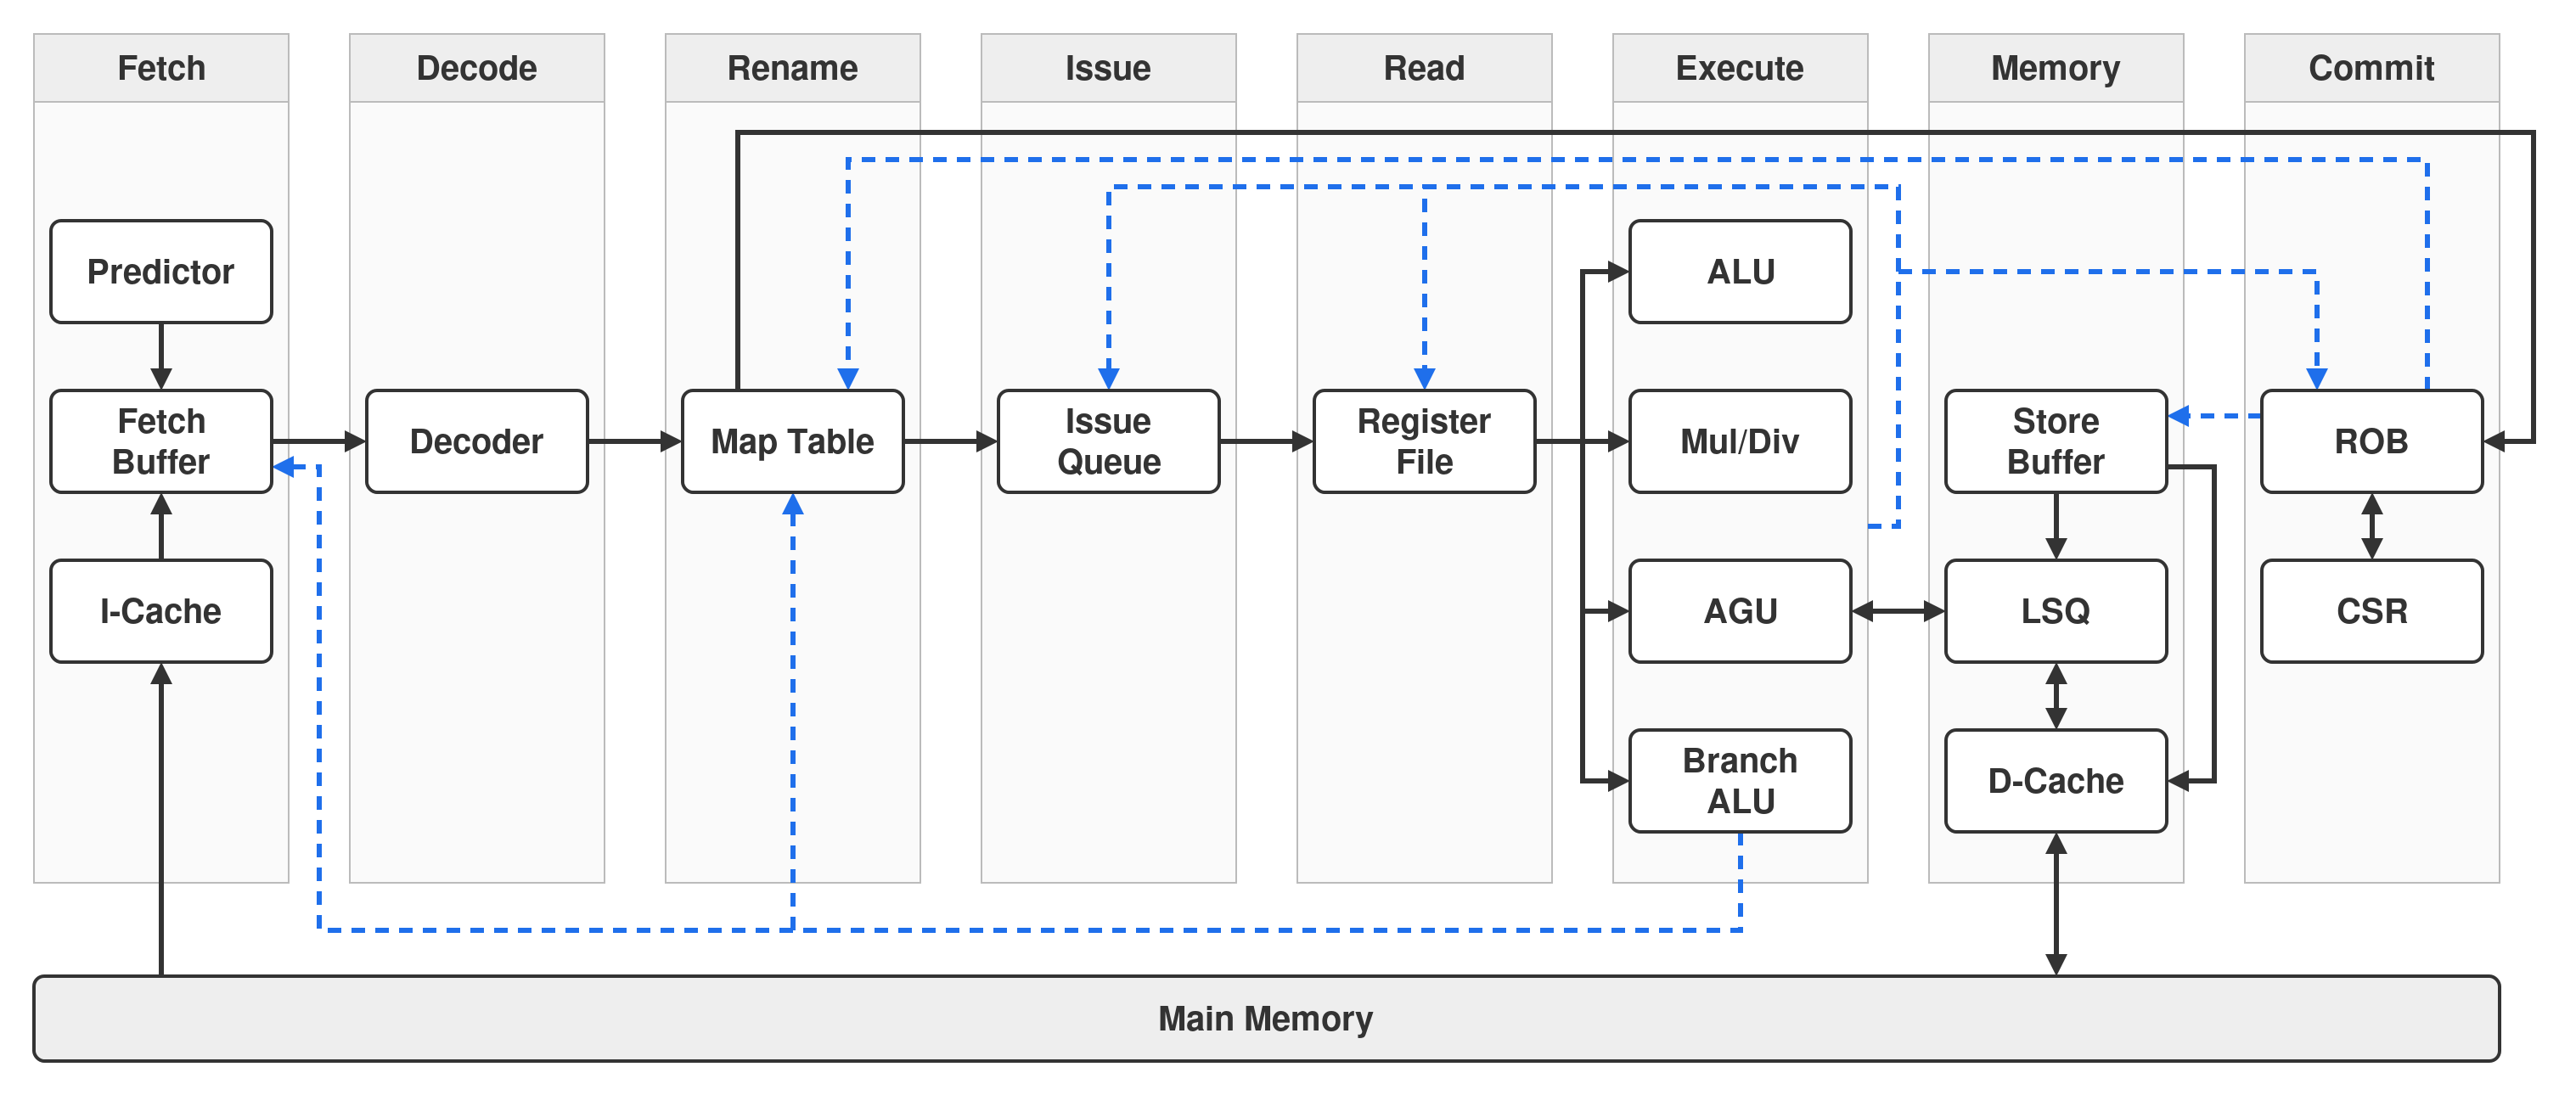 Fetch
Decode
Rename
Issue
Read
Execute
Memory
Commit
Predictor
Fetch
Buffer
I-Cache
Decoder
Map Table
Issue
Queue
Register
File
ALU
Mul/Div
AGU
Branch
ALU
Store
Buffer
LSQ
D-Cache
ROB
CSR
Main Memory